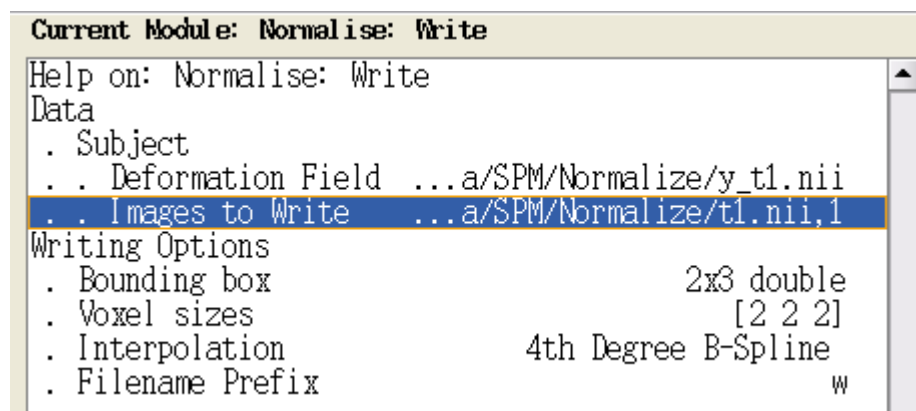 Current Module: Normalise: Write
Help on: Normalise: Write
Data
. Subject
. . Deformation Field ...a/SPM/Normalize/y_t1.nii
. . Images to Write ...a/SPM/Normalize/t1.nii,1
Writing Options
. Bounding box 2x3 double
. Voxel sizes [2 2 2]
. Interpolation 4th Degree B-Spline
. Filename Prefix w